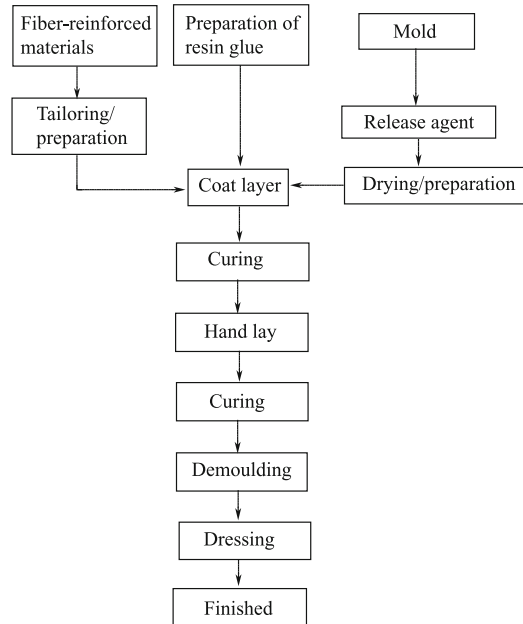 Fiber-reinforced
materials
Preparation of
resin glue
Mold
Tailoring/
preparation
Release agent
Coat layer
Drying/preparation
Curing
Hand lay
Curing
Demoulding
Dressing
Finished